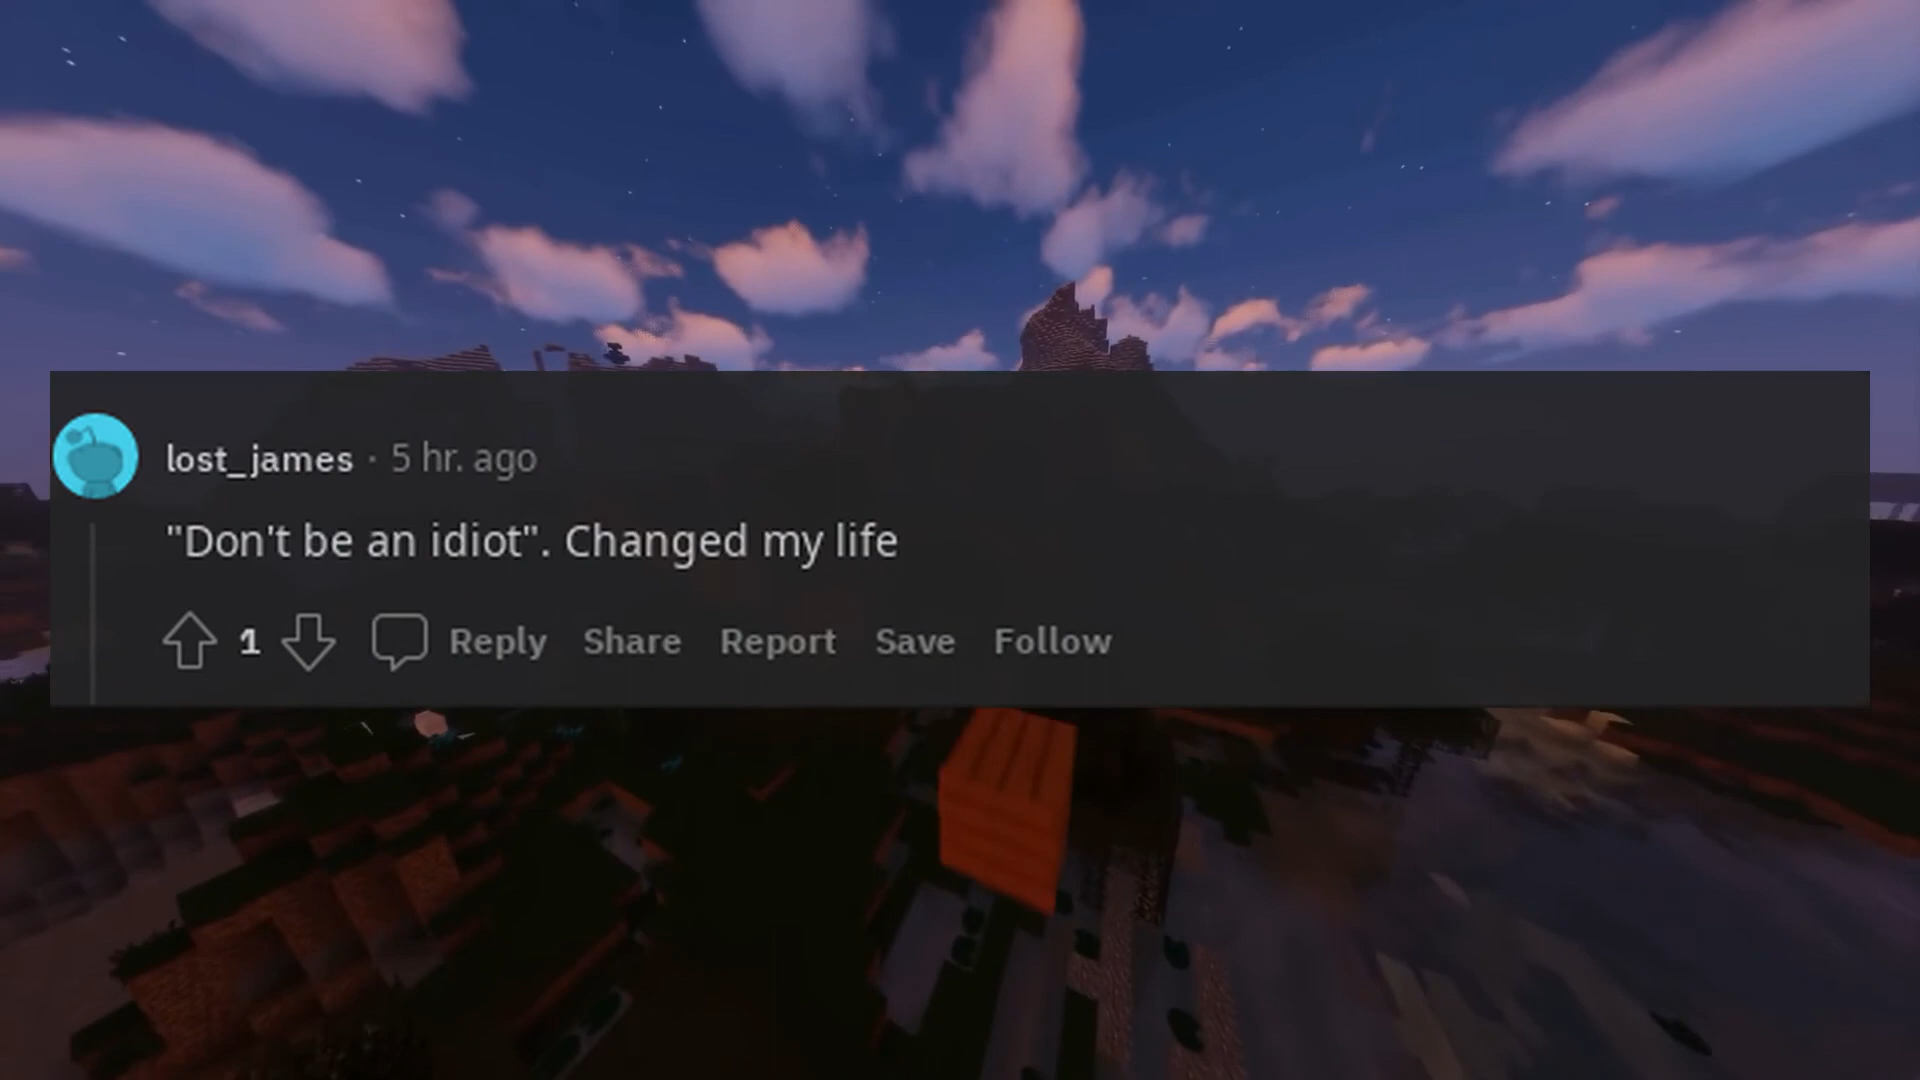 lost_james · 5 hr. ago
"Don't be an idiot". Changed my life
1 Reply Share Report Save Follow